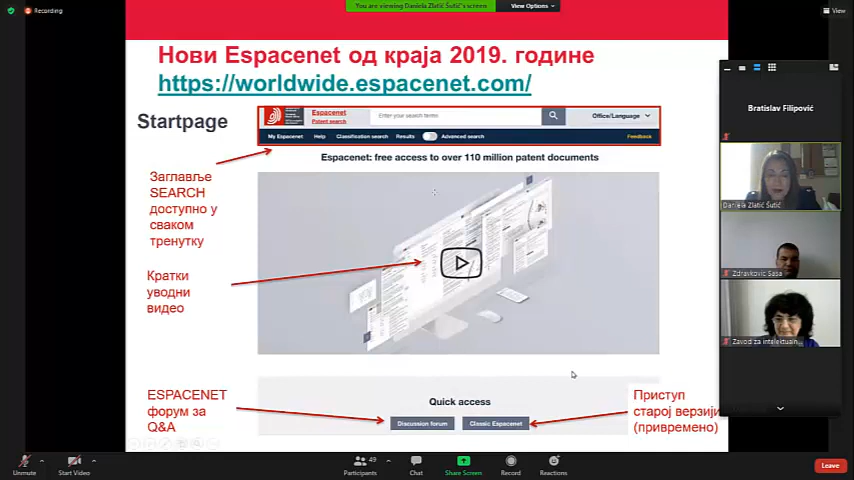 Recording
You are viewing Daniela Zlatić Šutić's screen
View Options
View
Нови Espacenet од краја 2019. године
https://worldwide.espacenet.com/
Startpage
Espacenet
Patent search
Enter your search terms
Office/Language
My Espacenet Help Classification search Results Advanced search
Feedback
Espacenet: free access to over 110 million patent documents
Заглавље
SEARCH
доступно у
сваком
тренутку
Кратки
уводни
видео
ESPACENET
форум за
Q&A
Quick access
Discussion forum
Classic Espacenet
Приступ
старој верзији
(привремено)
Bratislav Filipović
Daniela Zlatić Šutić
Zdravkovic Sasa
Zavod za intelektualn...
Unmute
Start Video
49
Participants
Chat
Share Screen
Record
Reactions
Leave